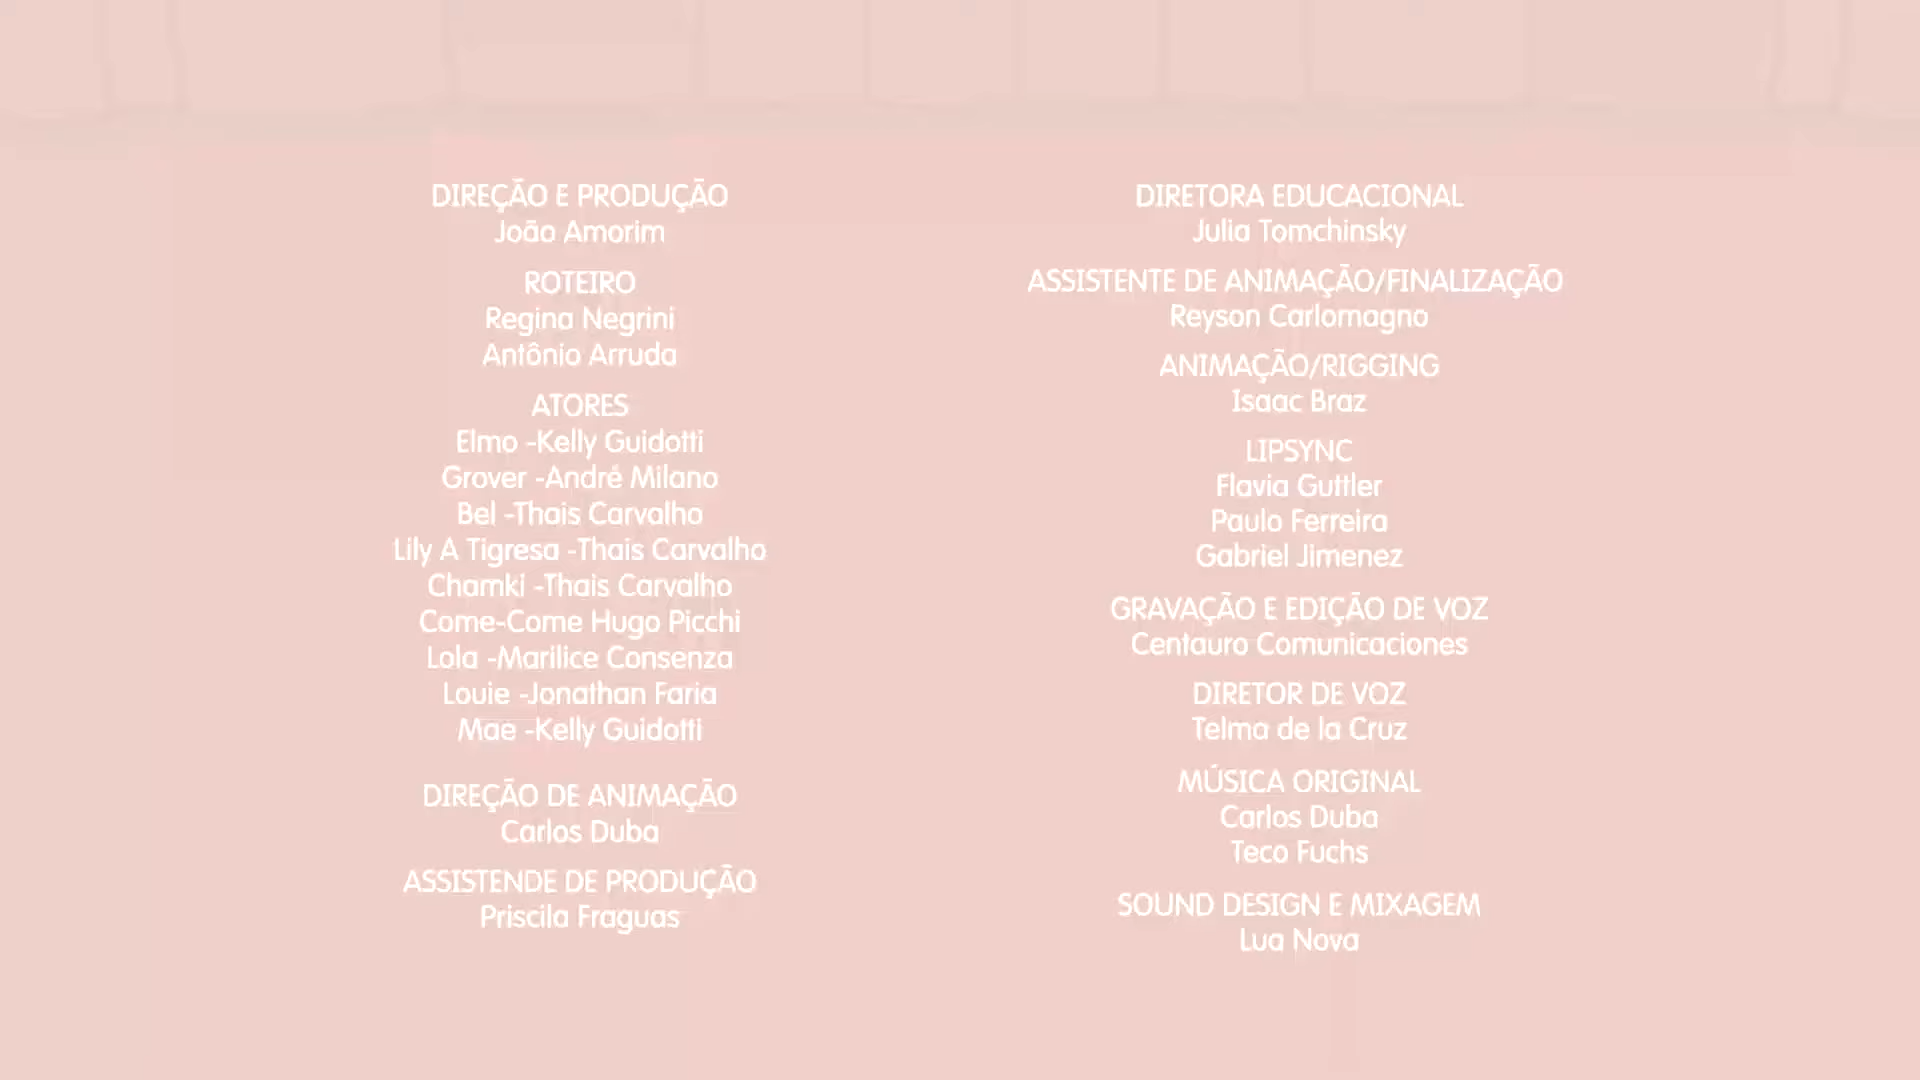 DIREÇÃO E PRODUÇÃO
João Amorim
ROTEIRO
Regina Negrini
Antônio Arruda
ATORES
Elmo -Kelly Guidotti
Grover -André Milano
Bel -Thais Carvalho
Lily A Tigresa -Thais Carvalho
Chamki -Thais Carvalho
Come-Come Hugo Picchi
Lola -Marilice Consenza
Louie -Jonathan Faria
Mae -Kelly Guidotti
DIREÇÃO DE ANIMAÇÃO
Carlos Duba
ASSISTENDE DE PRODUÇÃO
Priscila Fraguas
DIRETORA EDUCACIONAL
Julia Tomchinsky
ASSISTENTE DE ANIMAÇÃO/FINALIZAÇÃO
Reyson Carlomagno
ANIMAÇÃO/RIGGING
Isaac Braz
LIPSYNC
Flavia Guttler
Paulo Ferreira
Gabriel Jimenez
GRAVAÇÃO E EDIÇÃO DE VOZ
Centauro Comunicaciones
DIRETOR DE VOZ
Telma de la Cruz
MÚSICA ORIGINAL
Carlos Duba
Teco Fuchs
SOUND DESIGN E MIXAGEM
Lua Nova